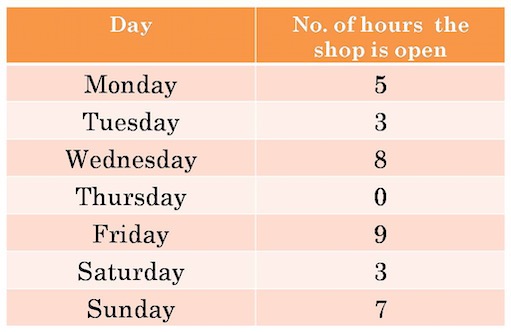 Day No. of hours the
shop is open
Monday 5
Tuesday 3
Wednesday 8
Thursday 0
Friday 9
Saturday 3
Sunday 7